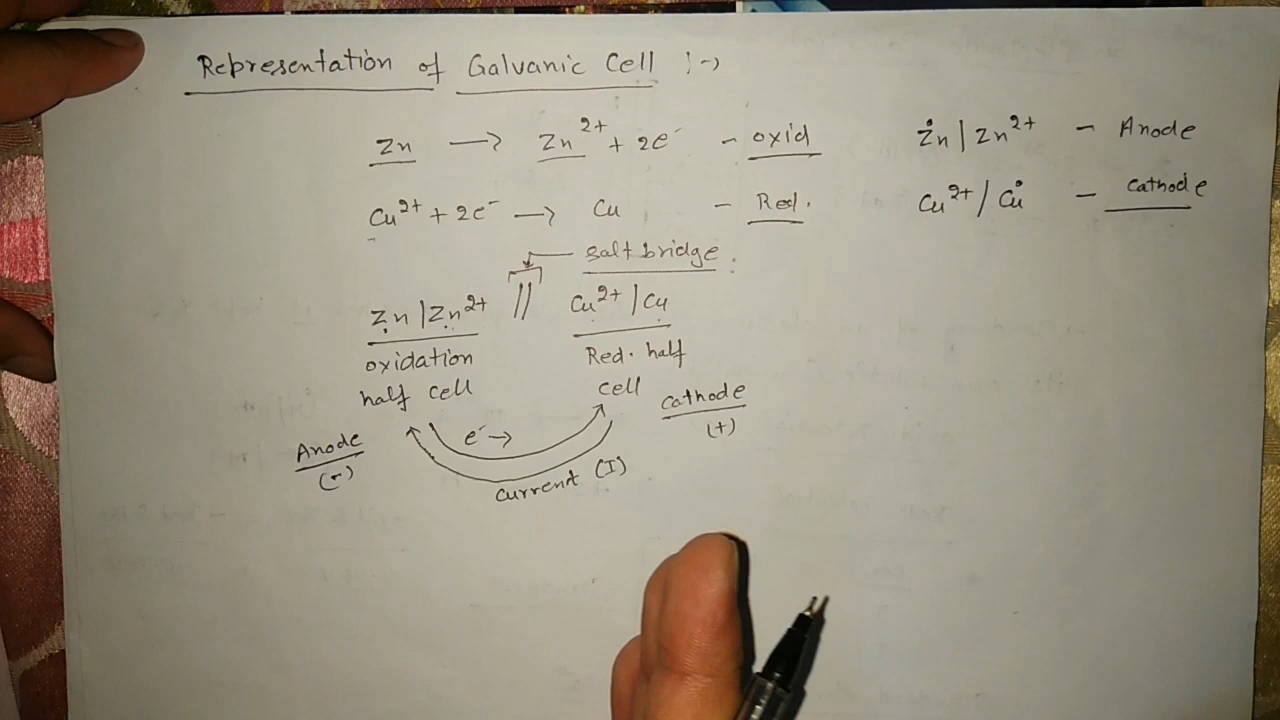 Representation of Galvanic Cell :->
Zn → Zn²⁺ + 2e⁻ - oxid Zn | Zn²⁺ - Anode
Cu²⁺ + 2e⁻ → Cu - Red. Cu²⁺ / Cu - Cathode
salt bridge
Zn | Zn²⁺ || Cu²⁺ | Cu
oxidation Red. half
half cell cell cathode
(+)
Anode e⁻ →
(-) current (I)